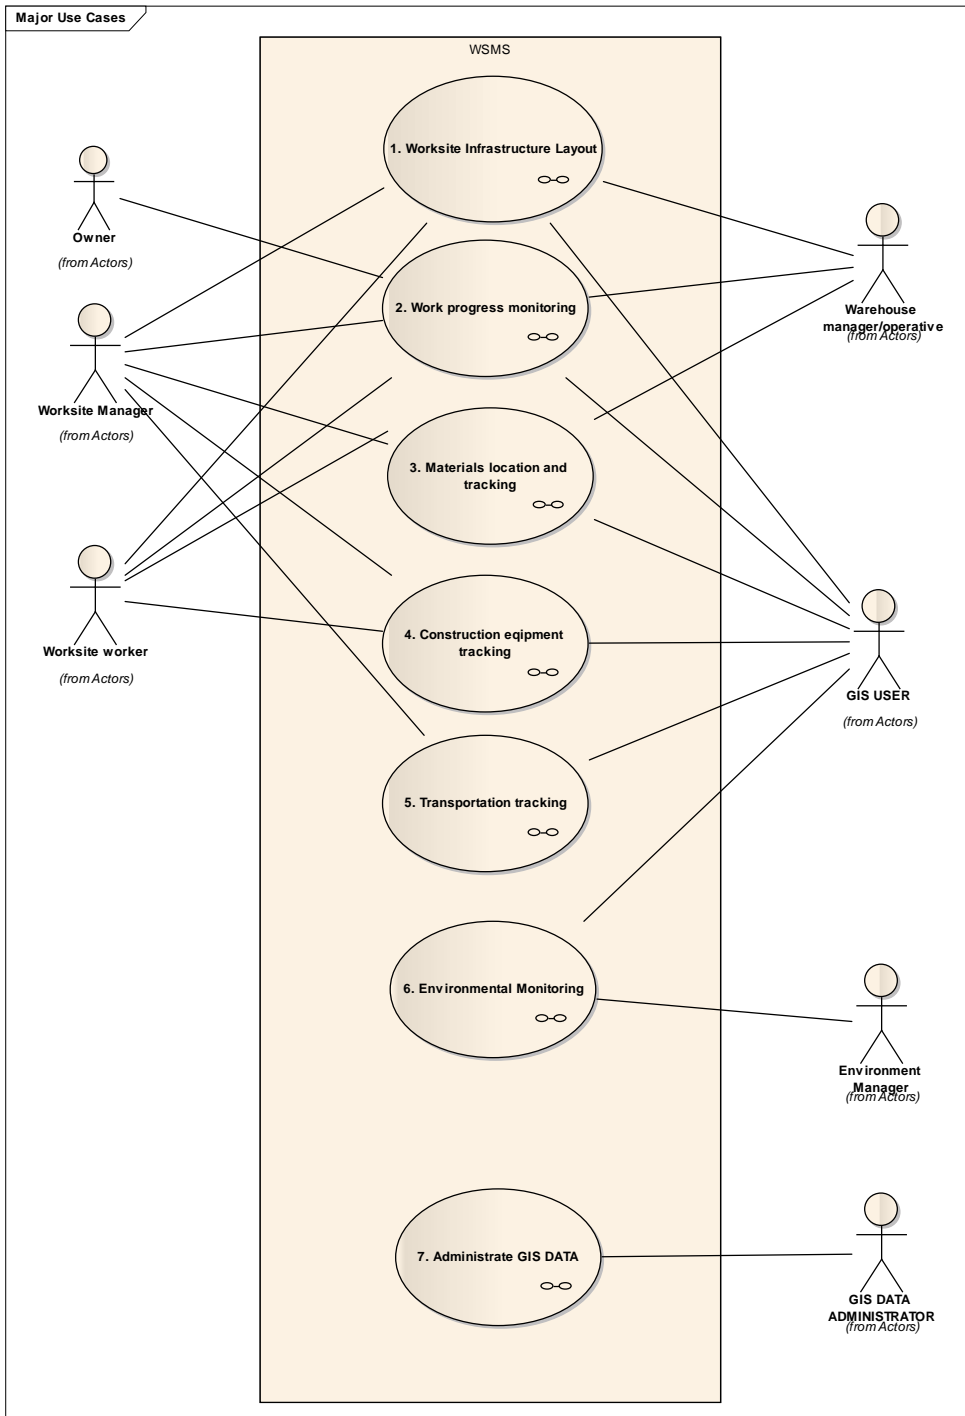 Major Use Cases
WSMS
1. Worksite Infrastructure Layout
Owner
(from Actors)
Warehouse
manager/operative
(from Actors)
2. Work progress monitoring
Worksite Manager
(from Actors)
3. Materials location and
tracking
4. Construction eqipment
tracking
Worksite worker
(from Actors)
GIS USER
(from Actors)
5. Transportation tracking
6. Environmental Monitoring
Environment
Manager
(from Actors)
7. Administrate GIS DATA
GIS DATA
ADMINISTRATOR
(from Actors)